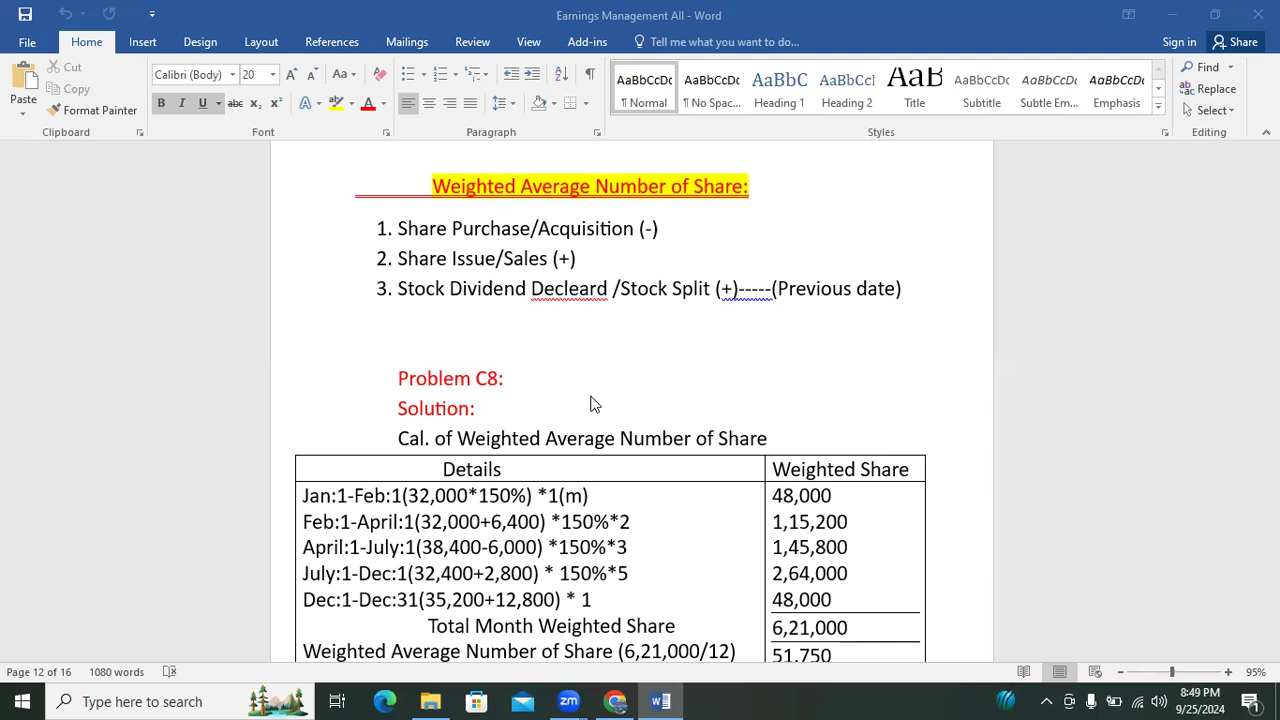 Earnings Management All - Word
File Home Insert Design Layout References Mailings Review View Add-ins Tell me what you want to do... Sign in Share
Paste Cut Copy Format Painter
Calibri (Body) 20 Aa
B I U abc x₂ x² A A
AaBbCcDc AaBbCcDc AaBbC AaBbCcl AaB AaBbCcD AaBbCcDc AaBbCcDc
¶ Normal ¶ No Spac... Heading Heading 2 Title Subtitle Subtle Em... Emphasis
Find Replace Select
Clipboard Font Paragraph Styles Editing
Weighted Average Number of Share:
1. Share Purchase/Acquisition (-)
2. Share Issue/Sales (+)
3. Stock Dividend Decleard /Stock Split (+)-----(Previous date)
Problem C8:
Solution:
Cal. of Weighted Average Number of Share
Details Weighted Share
Jan:1-Feb:1(32,000*150%) *1(m) 48,000
Feb:1-April:1(32,000+6,400) *150%*2 1,15,200
April:1-July:1(38,400-6,000) *150%*3 1,45,800
July:1-Dec:1(32,400+2,800) * 150%*5 2,64,000
Dec:1-Dec:31(35,200+12,800) * 1 48,000
Total Month Weighted Share 6,21,000
Weighted Average Number of Share (6,21,000/12) 51,750
Page 12 of 16 1080 words 95%
Type here to search 8:49 PM
9/25/2024